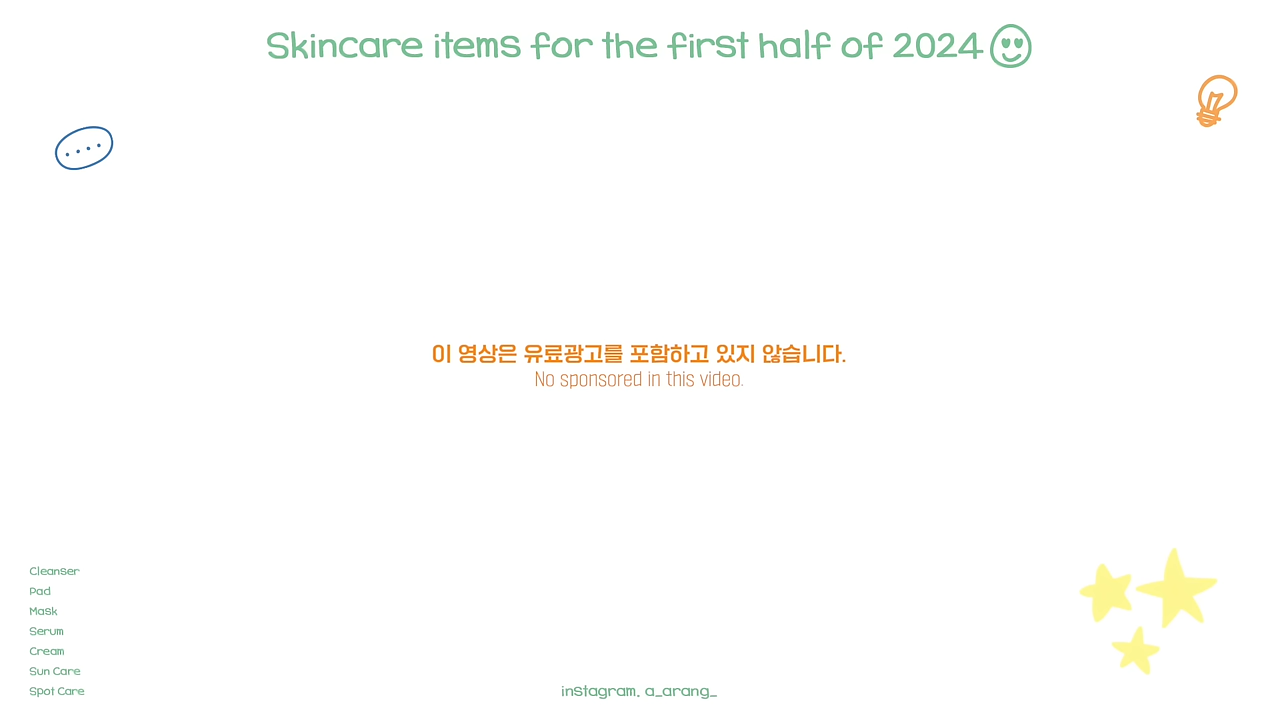 Skincare items for the first half of 2024
이 영상은 유료광고를 포함하고 있지 않습니다.
No sponsored in this video.
Cleanser
Pad
Mask
Serum
Cream
Sun Care
Spot Care
instagram. a_arang_